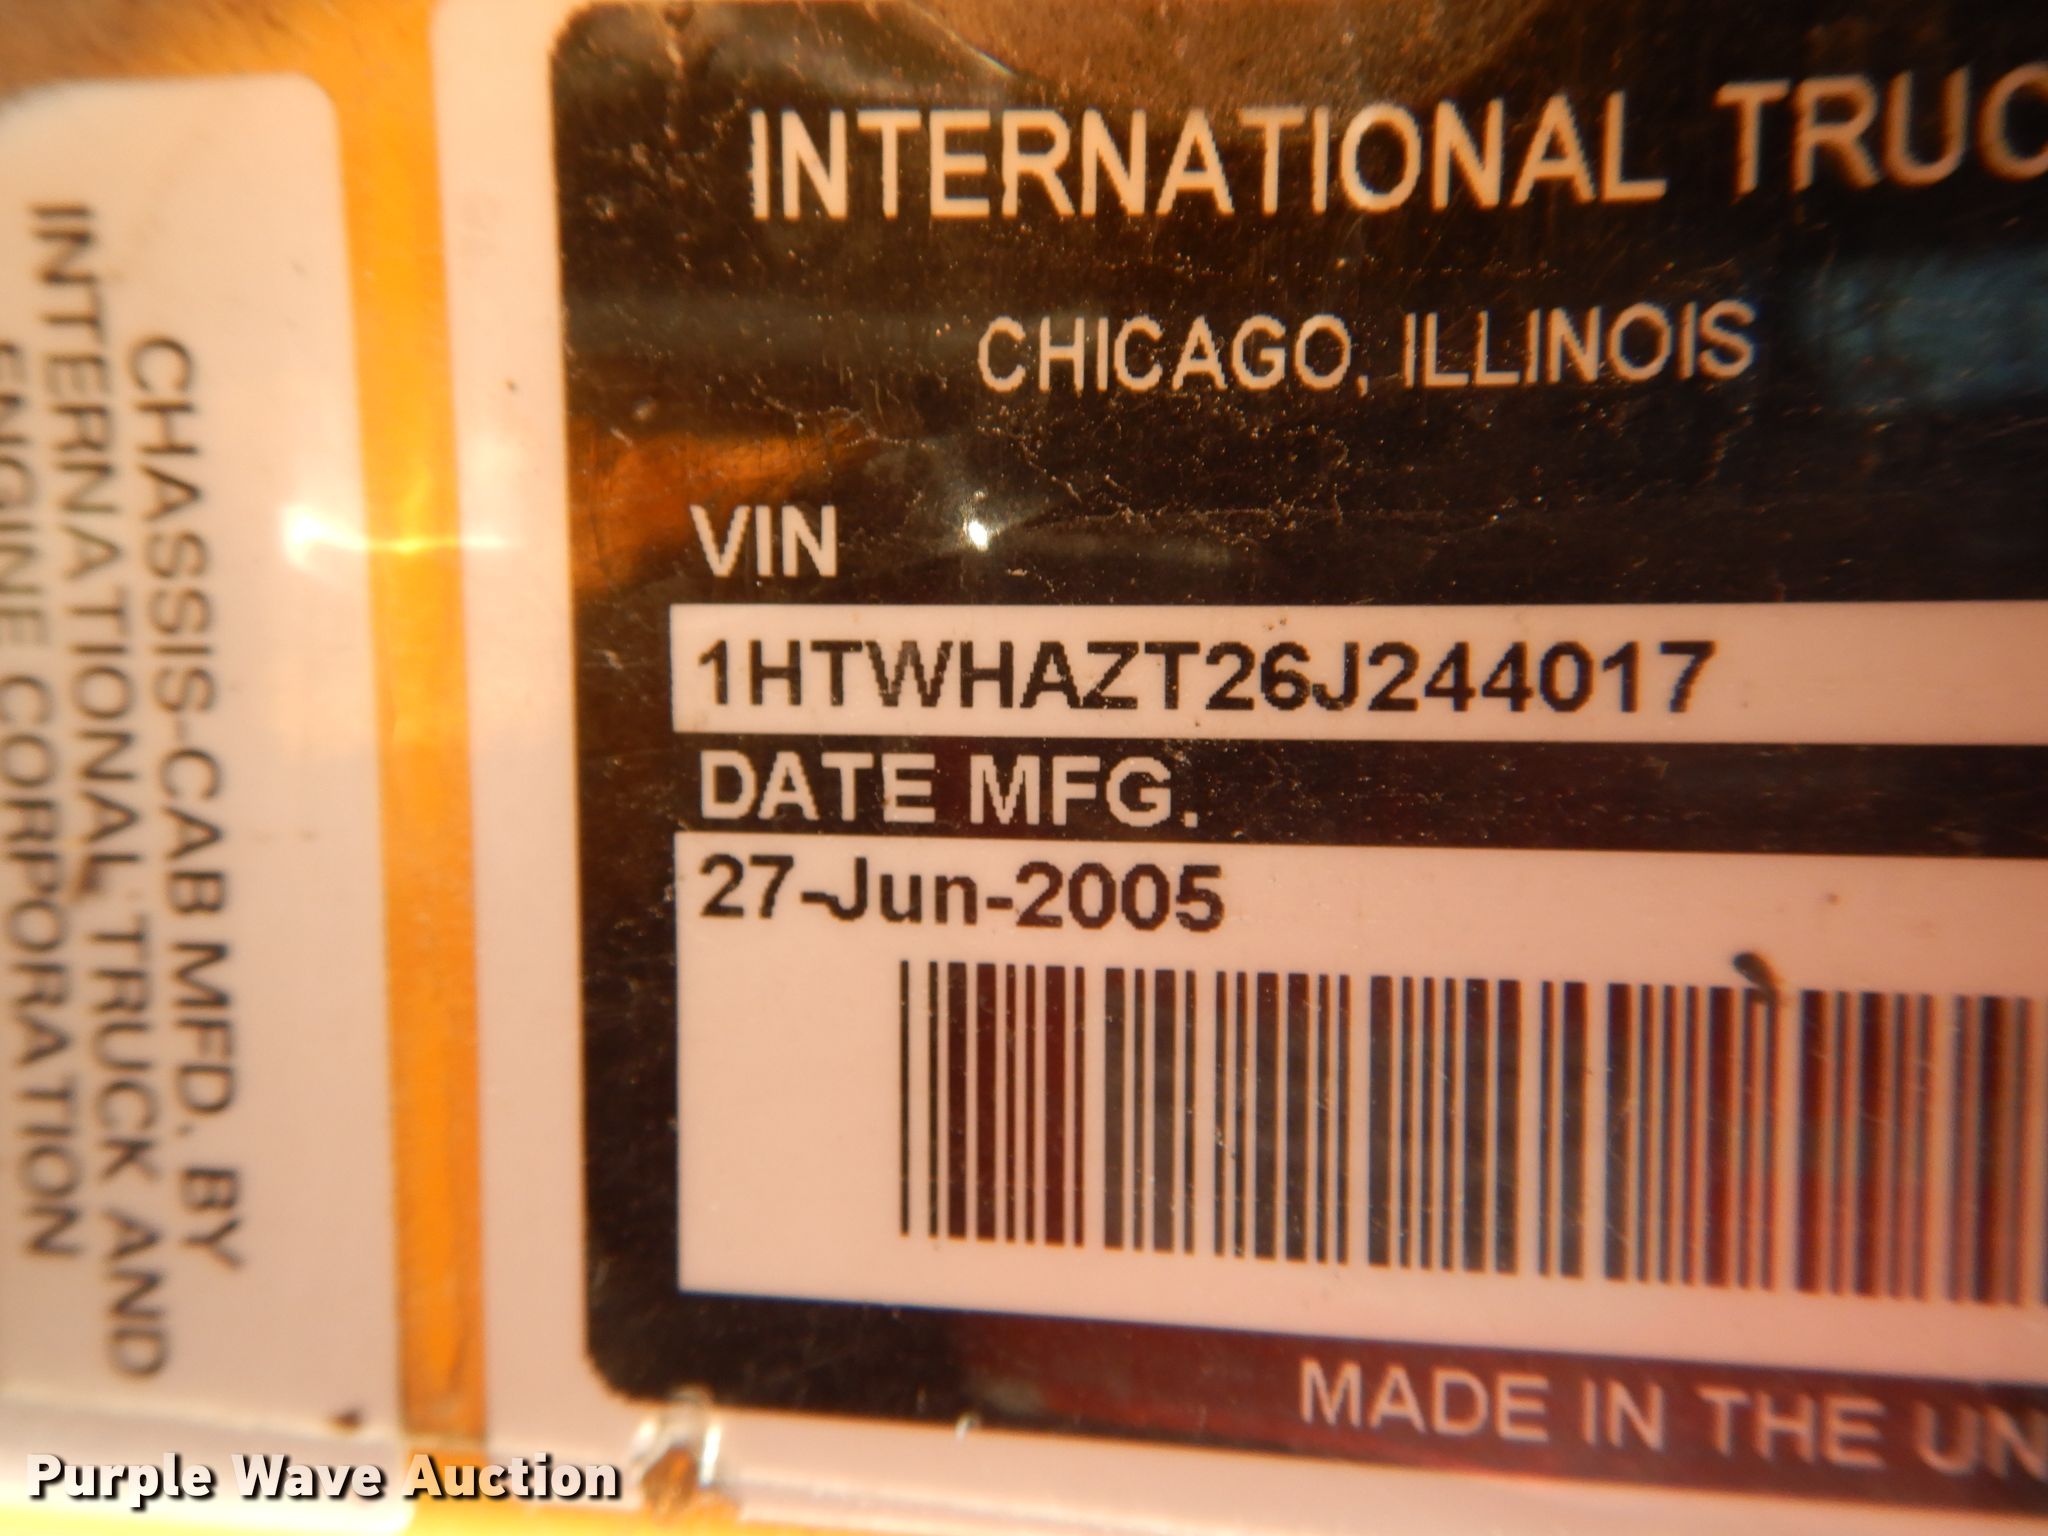 INTERNATIONAL TRUC
CHICAGO, ILLINOIS
VIN
1HTWHAZT26J244017
DATE MFG.
27-Jun-2005
MADE IN THE UN
CHASSIS-CAB MFD. BY
INTERNATIONAL TRUCK AND
ENGINE CORPORATION
Purple Wave Auction